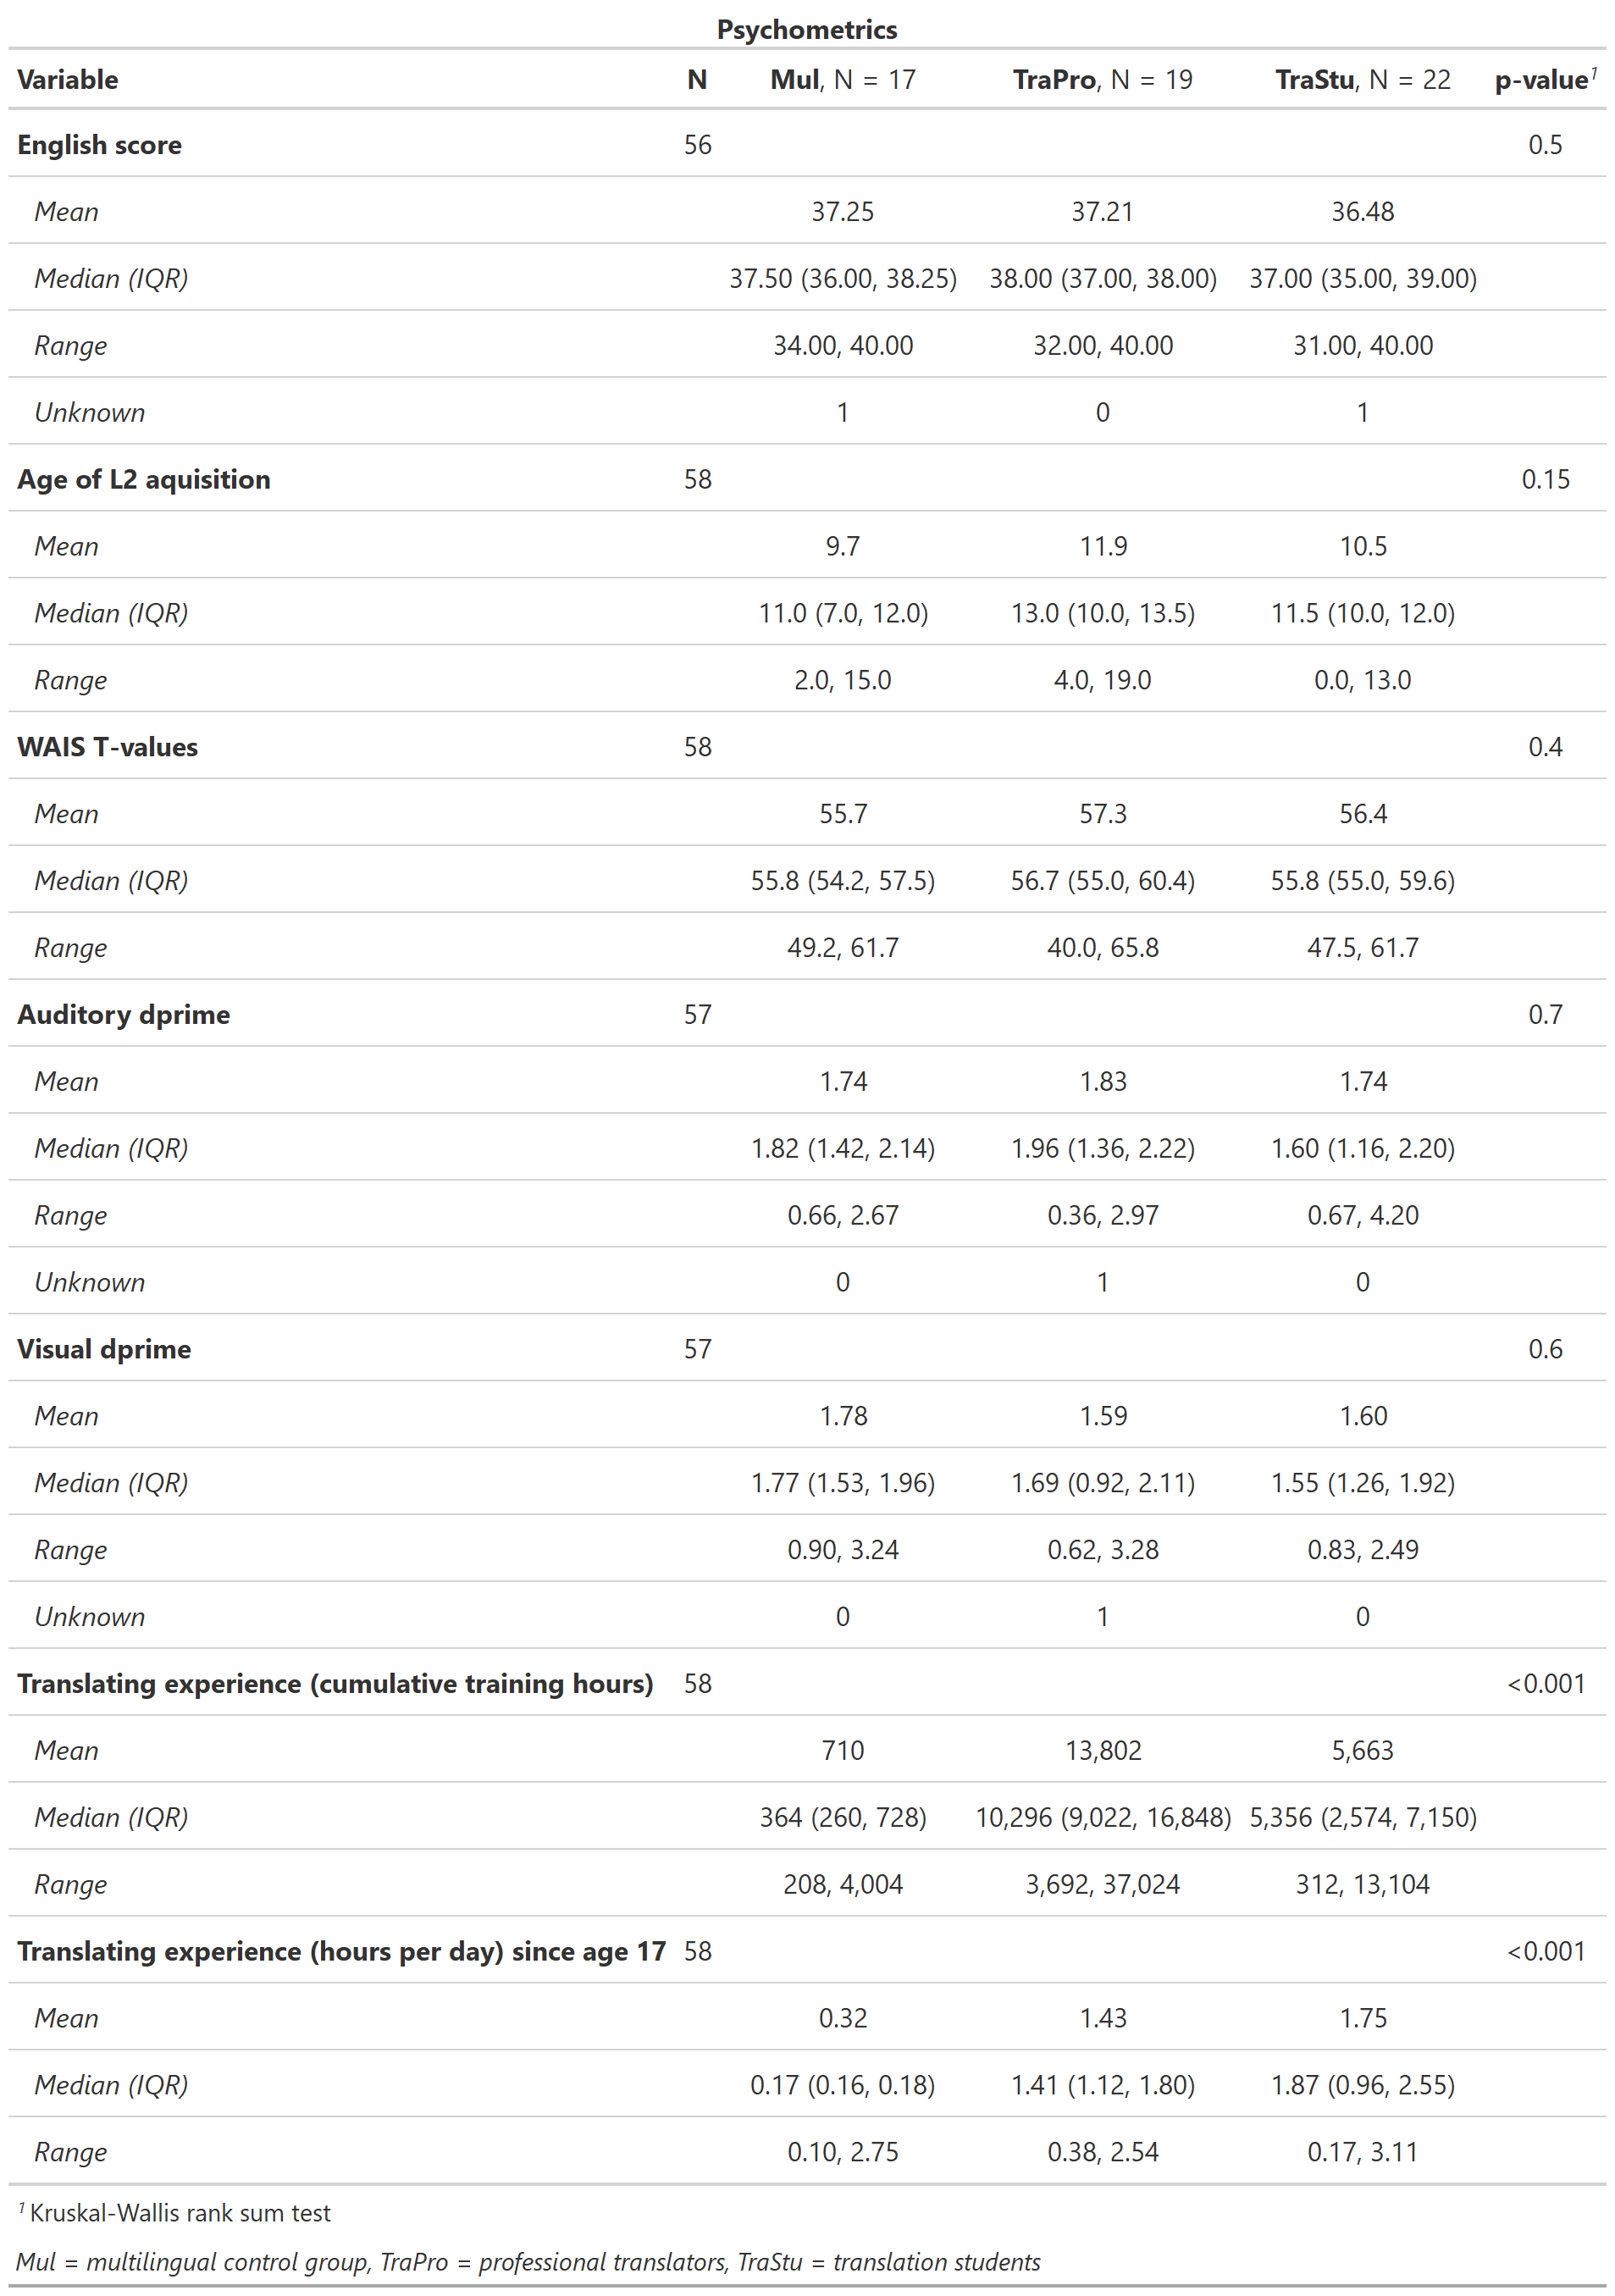 Psychometrics
Variable N Mul, N = 17 TraPro, N = 19 TraStu, N = 22 p-value1
English score 56 0.5
Mean 37.25 37.21 36.48
Median (IQR) 37.50 (36.00, 38.25) 38.00 (37.00, 38.00) 37.00 (35.00, 39.00)
Range 34.00, 40.00 32.00, 40.00 31.00, 40.00
Unknown 1 0 1
Age of L2 aquisition 58 0.15
Mean 9.7 11.9 10.5
Median (IQR) 11.0 (7.0, 12.0) 13.0 (10.0, 13.5) 11.5 (10.0, 12.0)
Range 2.0, 15.0 4.0, 19.0 0.0, 13.0
WAIS T-values 58 0.4
Mean 55.7 57.3 56.4
Median (IQR) 55.8 (54.2, 57.5) 56.7 (55.0, 60.4) 55.8 (55.0, 59.6)
Range 49.2, 61.7 40.0, 65.8 47.5, 61.7
Auditory dprime 57 0.7
Mean 1.74 1.83 1.74
Median (IQR) 1.82 (1.42, 2.14) 1.96 (1.36, 2.22) 1.60 (1.16, 2.20)
Range 0.66, 2.67 0.36, 2.97 0.67, 4.20
Unknown 0 1 0
Visual dprime 57 0.6
Mean 1.78 1.59 1.60
Median (IQR) 1.77 (1.53, 1.96) 1.69 (0.92, 2.11) 1.55 (1.26, 1.92)
Range 0.90, 3.24 0.62, 3.28 0.83, 2.49
Unknown 0 1 0
Translating experience (cumulative training hours) 58 <0.001
Mean 710 13,802 5,663
Median (IQR) 364 (260, 728) 10,296 (9,022, 16,848) 5,356 (2,574, 7,150)
Range 208, 4,004 3,692, 37,024 312, 13,104
Translating experience (hours per day) since age 17 58 <0.001
Mean 0.32 1.43 1.75
Median (IQR) 0.17 (0.16, 0.18) 1.41 (1.12, 1.80) 1.87 (0.96, 2.55)
Range 0.10, 2.75 0.38, 2.54 0.17, 3.11
1 Kruskal-Wallis rank sum test
Mul = multilingual control group, TraPro = professional translators, TraStu = translation students